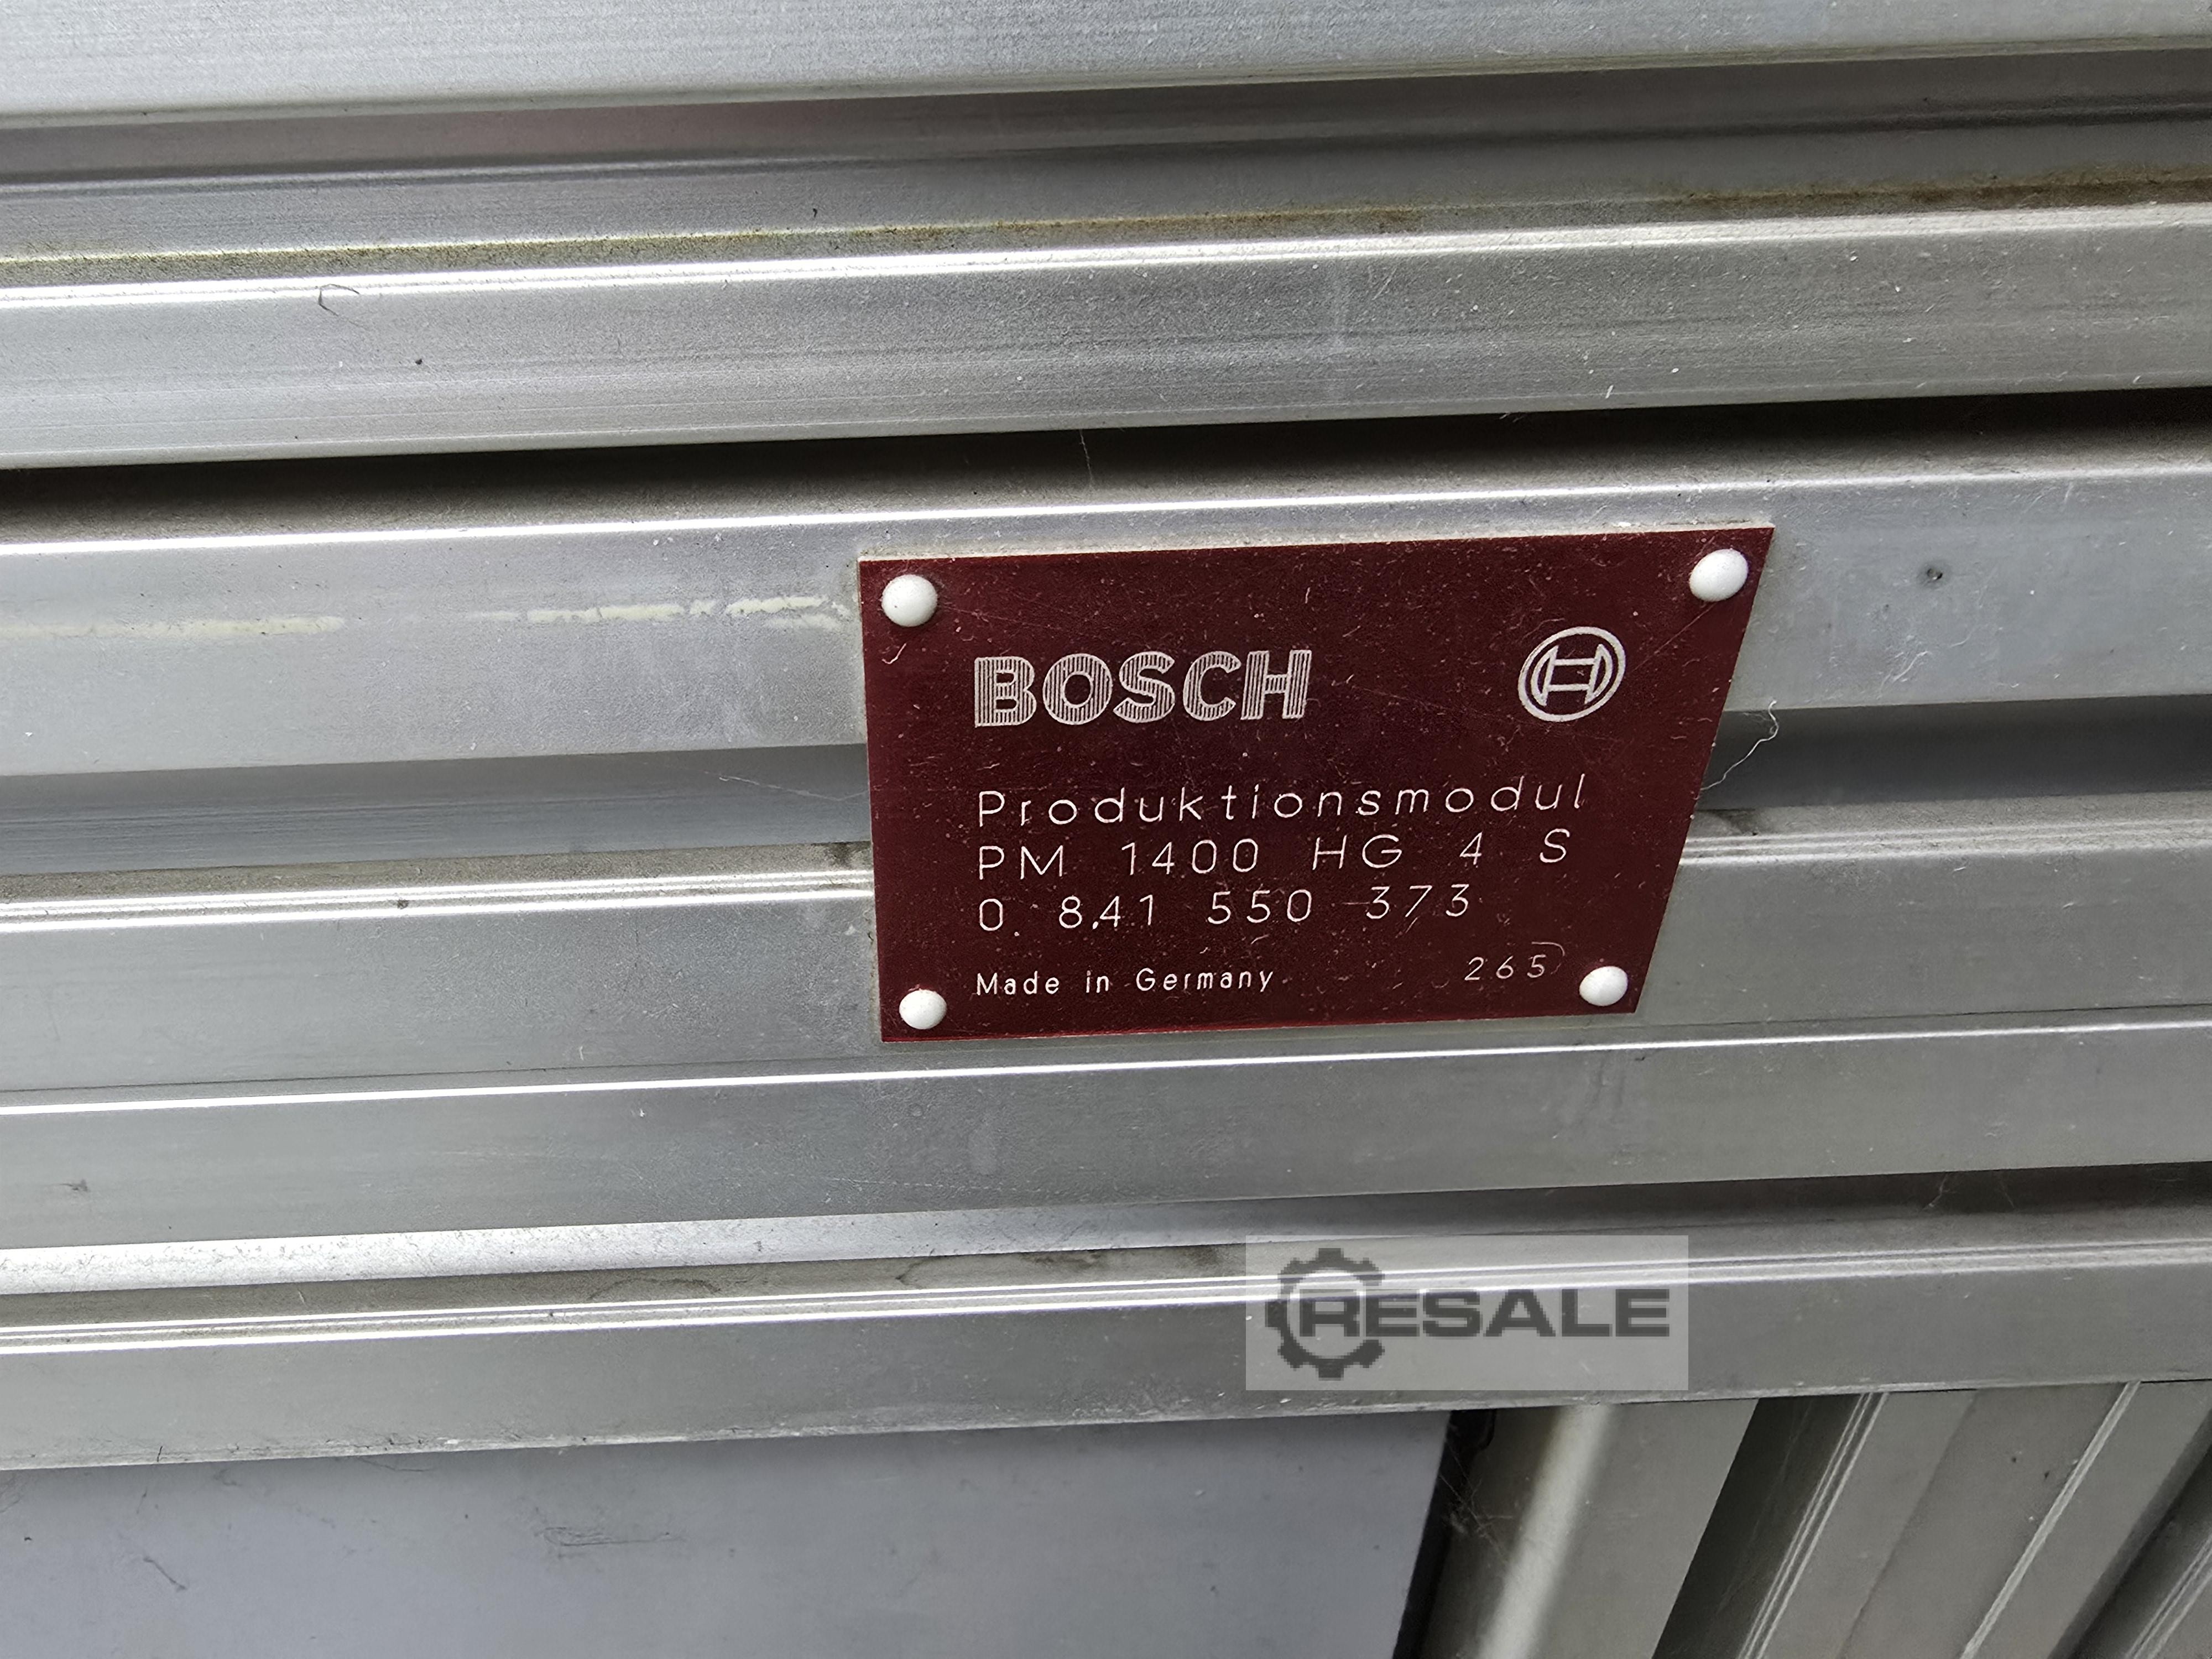 BOSCH
Produktionsmodul
PM 1400 HG 4 S
0 841 550 373
Made in Germany 265
RESALE